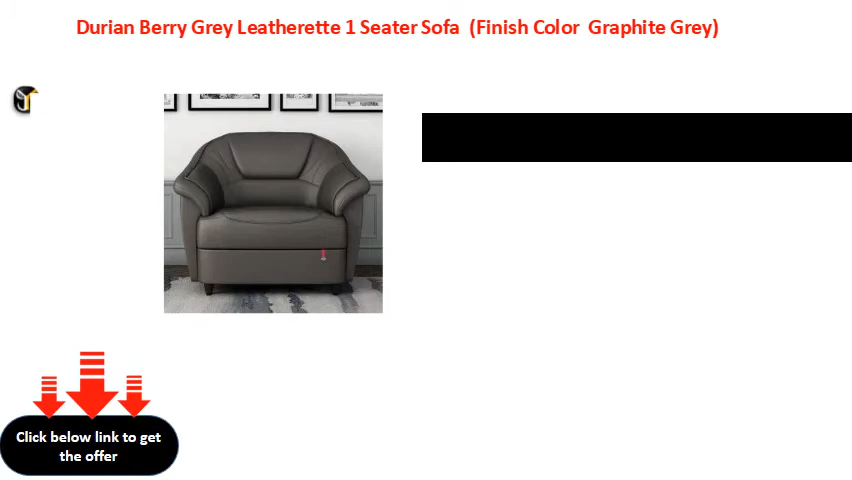 Durian Berry Grey Leatherette 1 Seater Sofa  (Finish Color  Graphite Grey)
Click below link to get
the offer